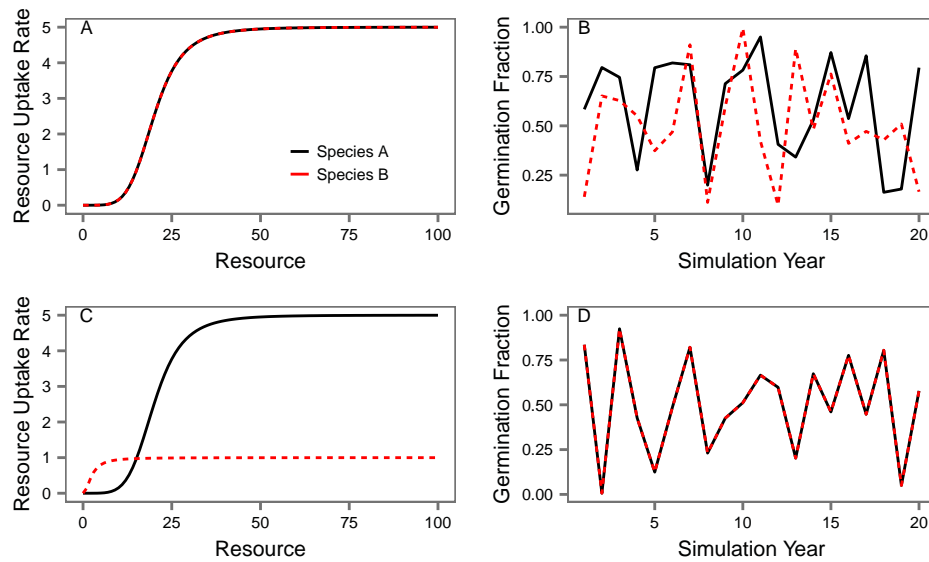 A
Resource Uptake Rate
5
4
3
2
1
0
Species A
Species B
0
25
50
75
100
Resource
B
Germination Fraction
1.00
0.75
0.50
0.25
5
10
15
20
Simulation Year
C
Resource Uptake Rate
5
4
3
2
1
0
0
25
50
75
100
Resource
D
Germination Fraction
1.00
0.75
0.50
0.25
0.00
5
10
15
20
Simulation Year